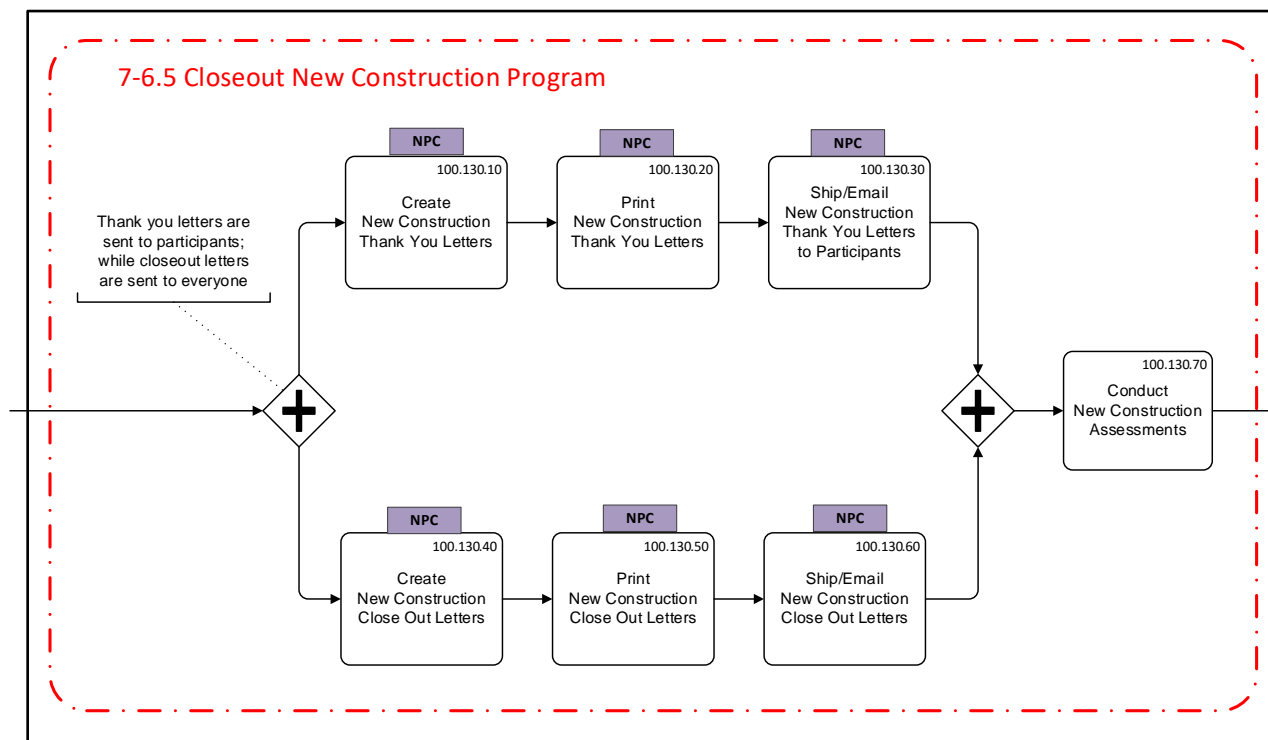 7-6.5 Closeout New Construction Program
NPC
100.130.10
Create
New Construction
Thank You Letters
NPC
100.130.20
Print
New Construction
Thank You Letters
NPC
100.130.30
Ship/Email
New Construction
Thank You Letters
to Participants
Thank you letters are
sent to participants;
while closeout letters
are sent to everyone
100.130.70
Conduct
New Construction
Assessments
NPC
100.130.40
Create
New Construction
Close Out Letters
NPC
100.130.50
Print
New Construction
Close Out Letters
NPC
100.130.60
Ship/Email
New Construction
Close Out Letters